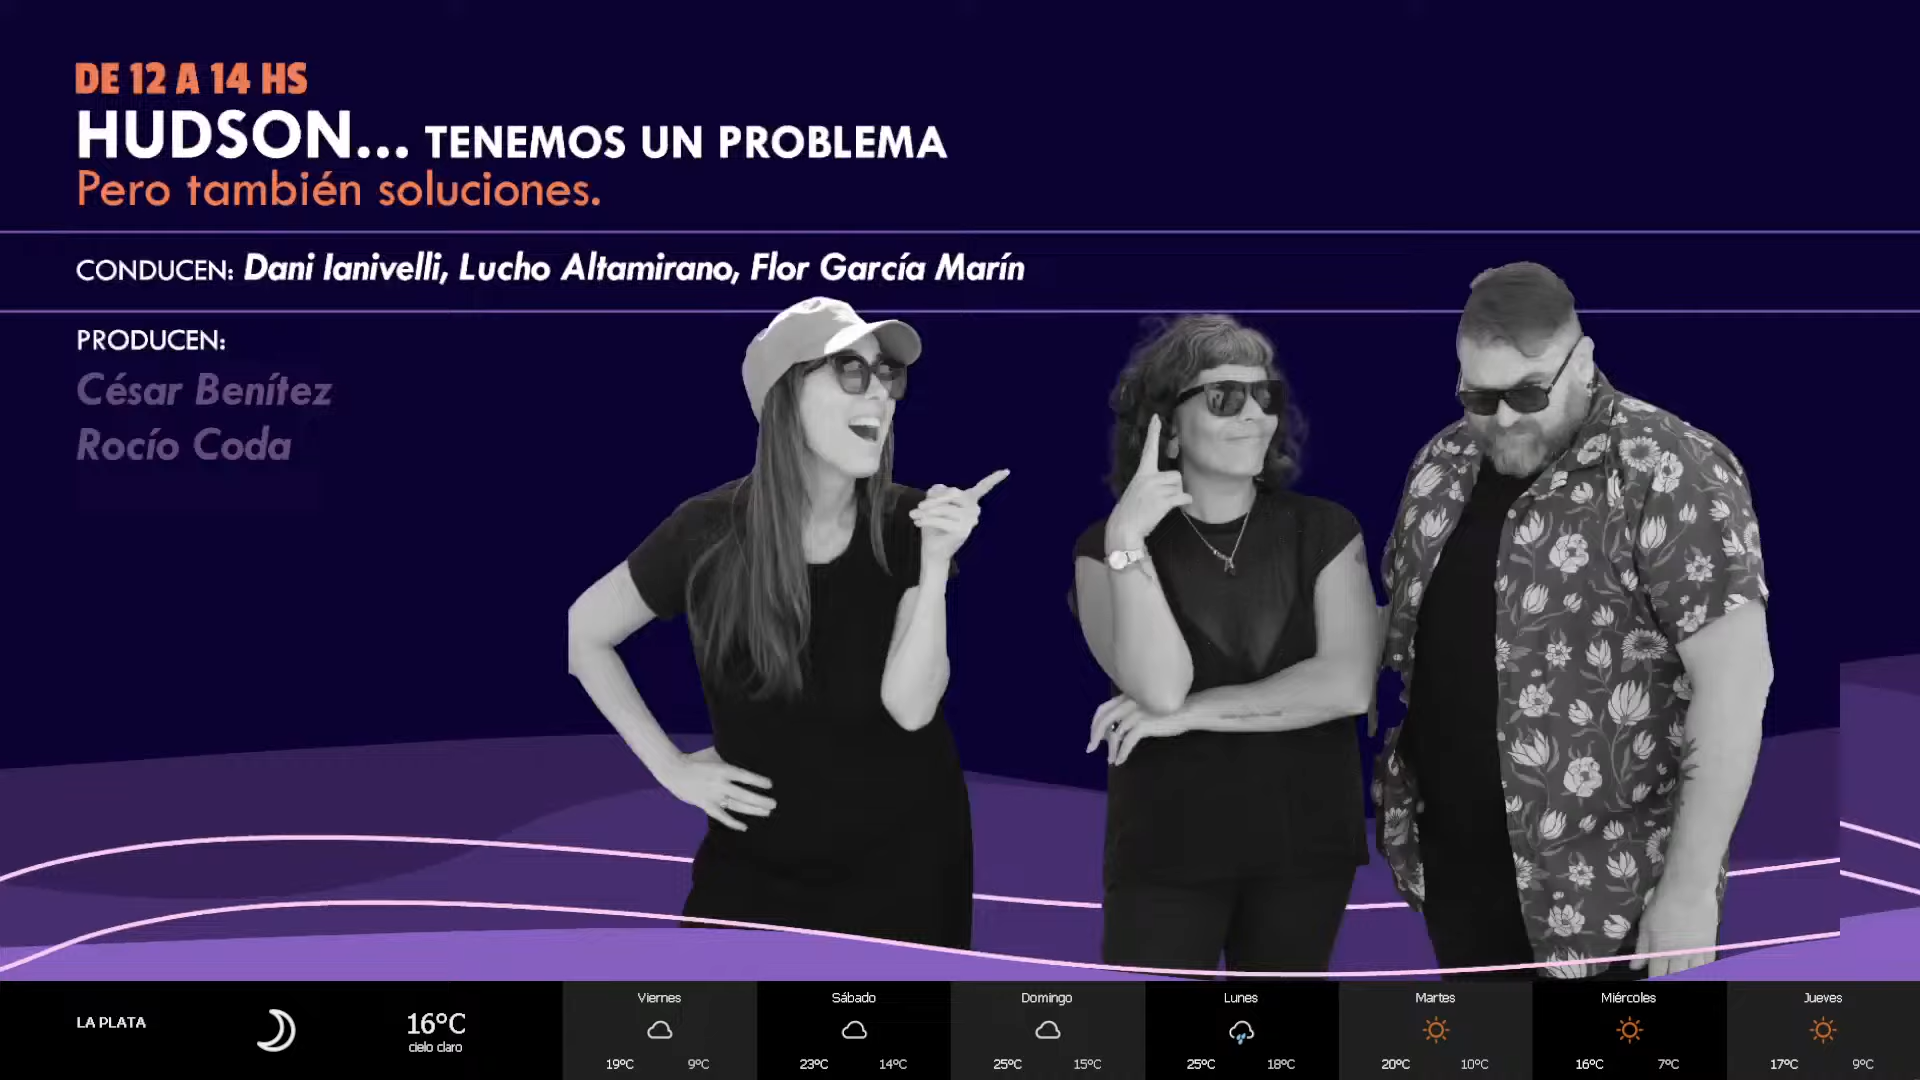 DE 12 A 14 HS
HUDSON... TENEMOS UN PROBLEMA
Pero también soluciones.
CONDUCEN: Dani Ianivelli, Lucho Altamirano, Flor García Marín
PRODUCEN:
César Benítez
Rocío Coda
LA PLATA
16°C
cielo claro
Viernes
19°C 9°C
Sábado
23°C 14°C
Domingo
25°C 15°C
Lunes
25°C 18°C
Martes
20°C 10°C
Miércoles
16°C 7°C
Jueves
17°C 9°C